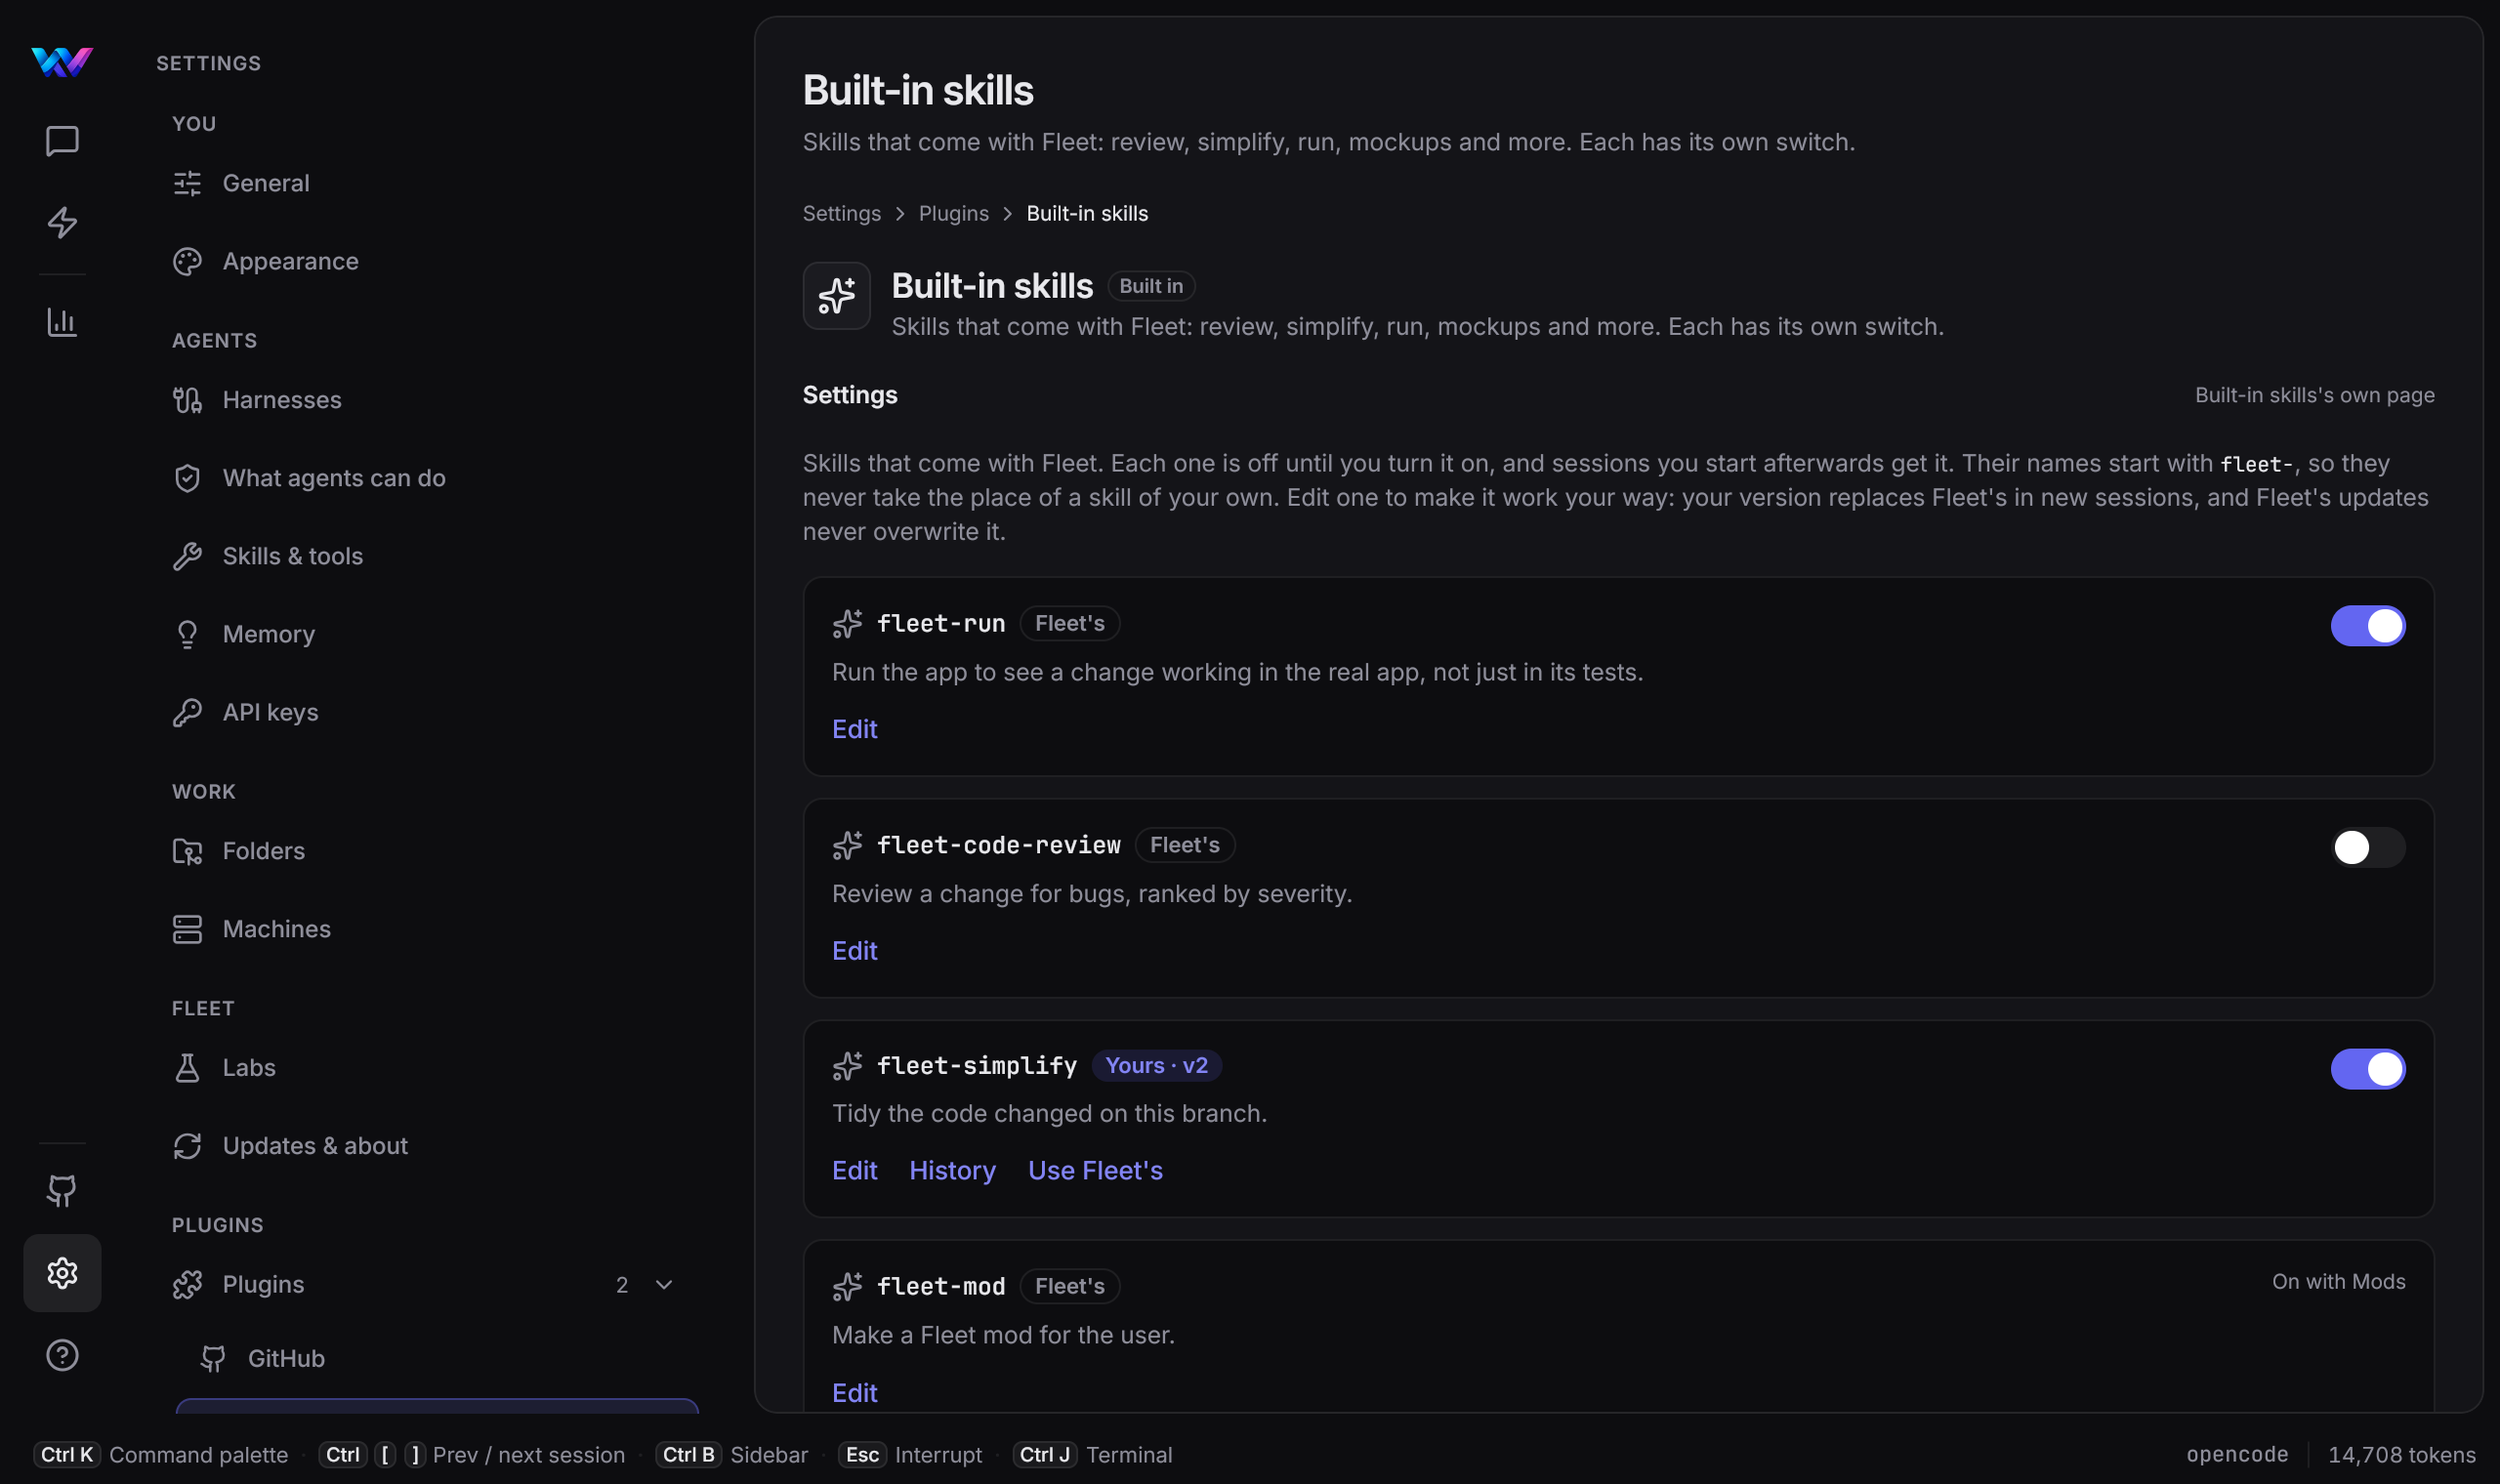 SETTINGS
YOU
General
Appearance
AGENTS
Harnesses
What agents can do
Skills & tools
Memory
API keys
WORK
Folders
Machines
FLEET
Labs
Updates & about
PLUGINS
Plugins 2
GitHub
Built-in skills
Skills that come with Fleet: review, simplify, run, mockups and more. Each has its own switch.
Settings > Plugins > Built-in skills
Built-in skills Built in
Skills that come with Fleet: review, simplify, run, mockups and more. Each has its own switch.
Settings Built-in skills's own page
Skills that come with Fleet. Each one is off until you turn it on, and sessions you start afterwards get it. Their names start with fleet-, so they
never take the place of a skill of your own. Edit one to make it work your way: your version replaces Fleet's in new sessions, and Fleet's updates
never overwrite it.
fleet-run Fleet's
Run the app to see a change working in the real app, not just in its tests.
Edit
fleet-code-review Fleet's
Review a change for bugs, ranked by severity.
Edit
fleet-simplify Yours · v2
Tidy the code changed on this branch.
Edit History Use Fleet's
fleet-mod Fleet's On with Mods
Make a Fleet mod for the user.
Edit
Ctrl K Command palette · Ctrl [ ] Prev / next session · Ctrl B Sidebar · Esc Interrupt · Ctrl J Terminal opencode 14,708 tokens